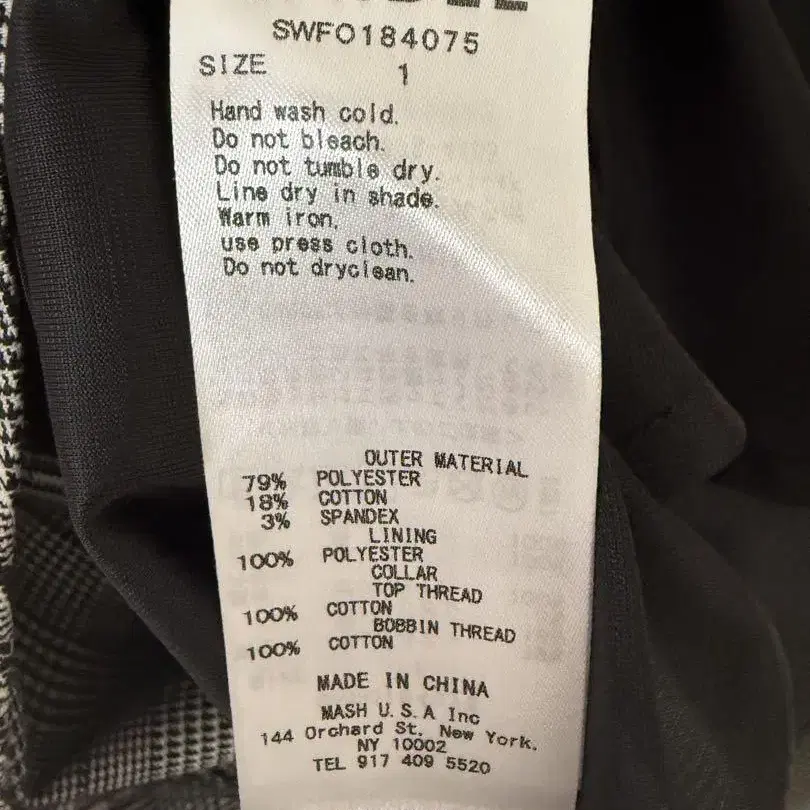 SWFO184075
SIZE 1
Hand wash cold.
Do not bleach.
Do not tumble dry.
Line dry in shade.
Warm iron.
use press cloth.
Do not dryclean.
OUTER MATERIAL
79% POLYESTER
18% COTTON
3% SPANDEX
LINING
100% POLYESTER
COLLAR
TOP THREAD
100% COTTON
BOBBIN THREAD
100% COTTON
MADE IN CHINA
MASH U.S.A Inc
144 Orchard St. New York.
NY 10002
TEL 917 409 5520